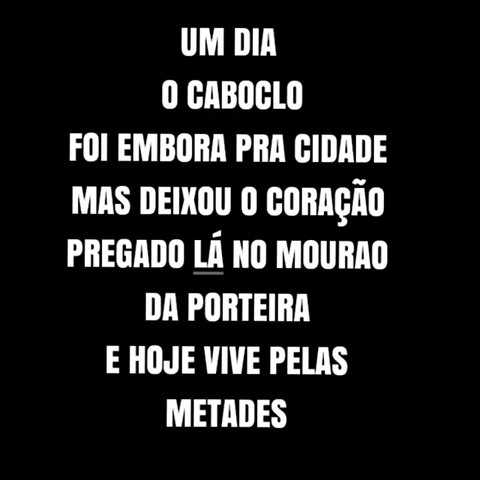 UM DIA
O CABOCLO
FOI EMBORA PRA CIDADE
MAS DEIXOU O CORAÇÃO
PREGADO LÁ NO MOURAO
DA PORTEIRA
E HOJE VIVE PELAS
METADES